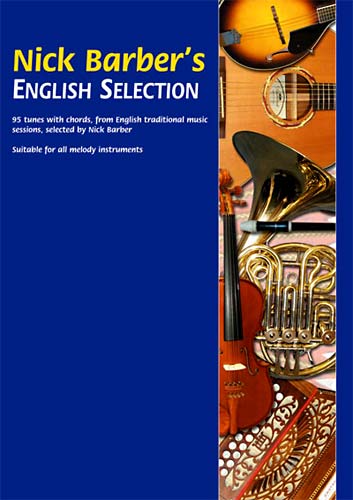 Nick Barber's
ENGLISH SELECTION
95 tunes with chords, from English traditional music
sessions, selected by Nick Barber
Suitable for all melody instruments